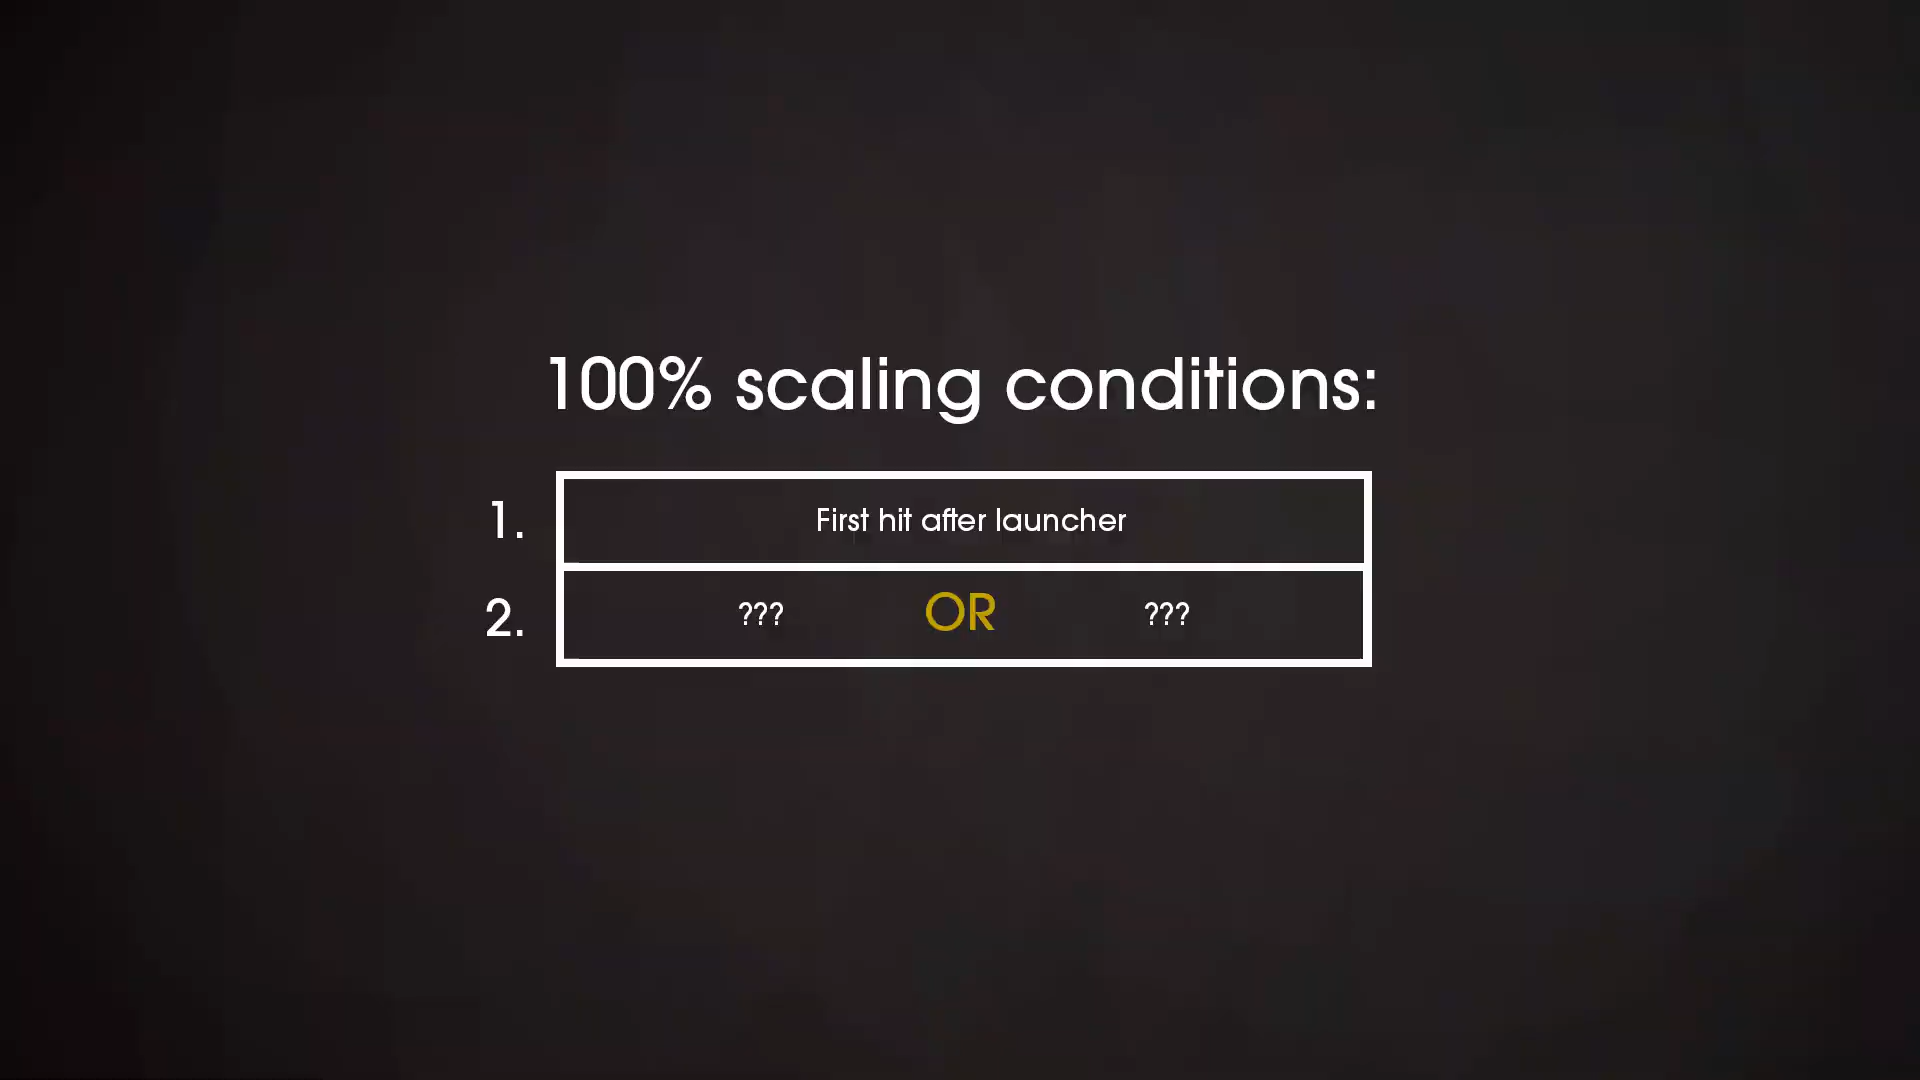 100% scaling conditions:
1. First hit after launcher
2. ??? OR ???